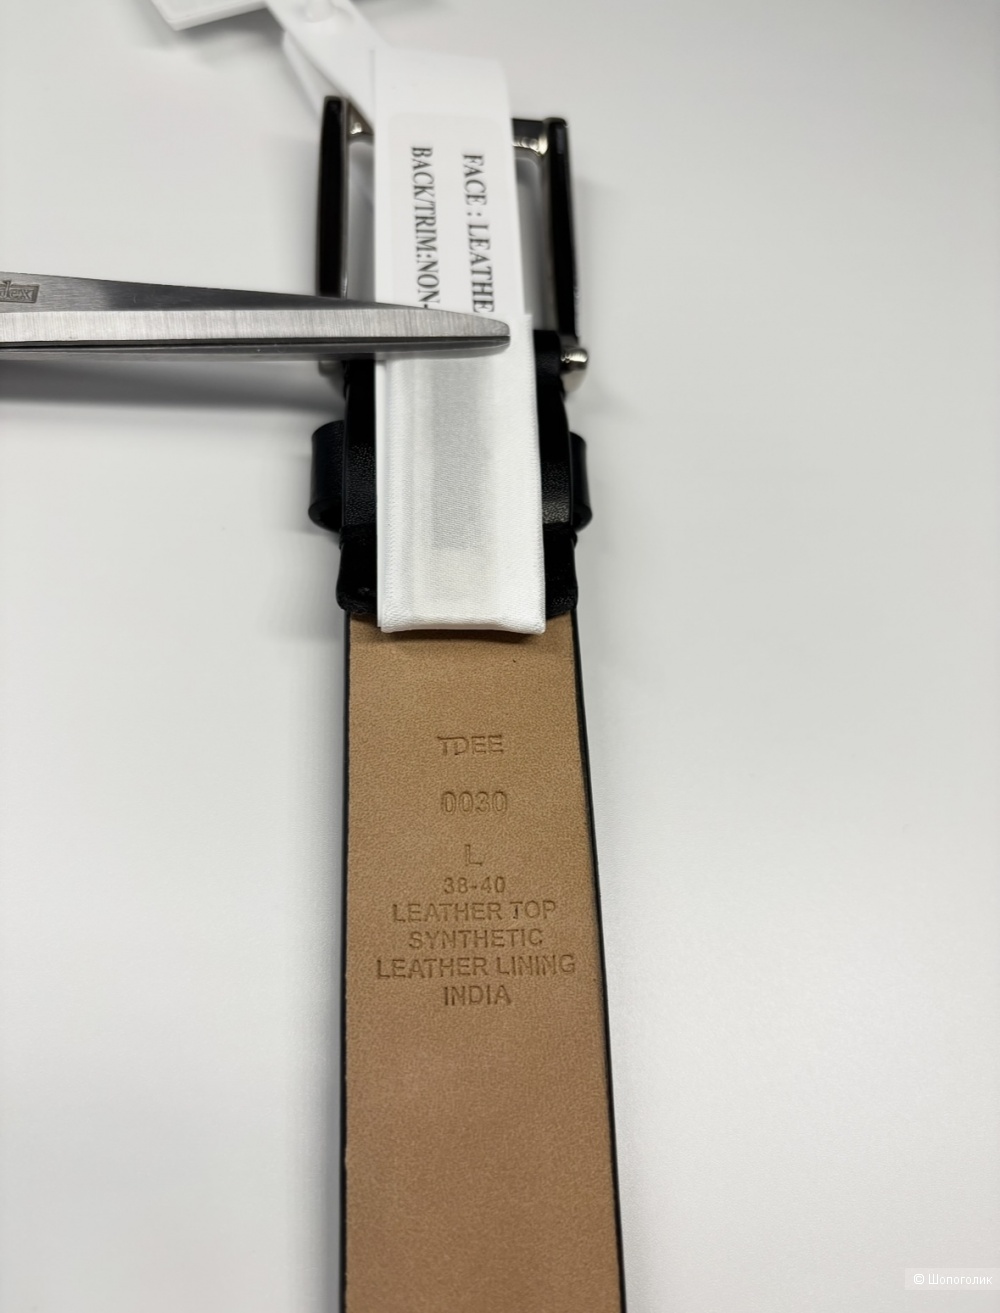 FACE : LEATHE
BACK/TRIM:NON-
TDEE
0030
L
38-40
LEATHER TOP
SYNTHETIC
LEATHER LINING
INDIA
© Шопоголик